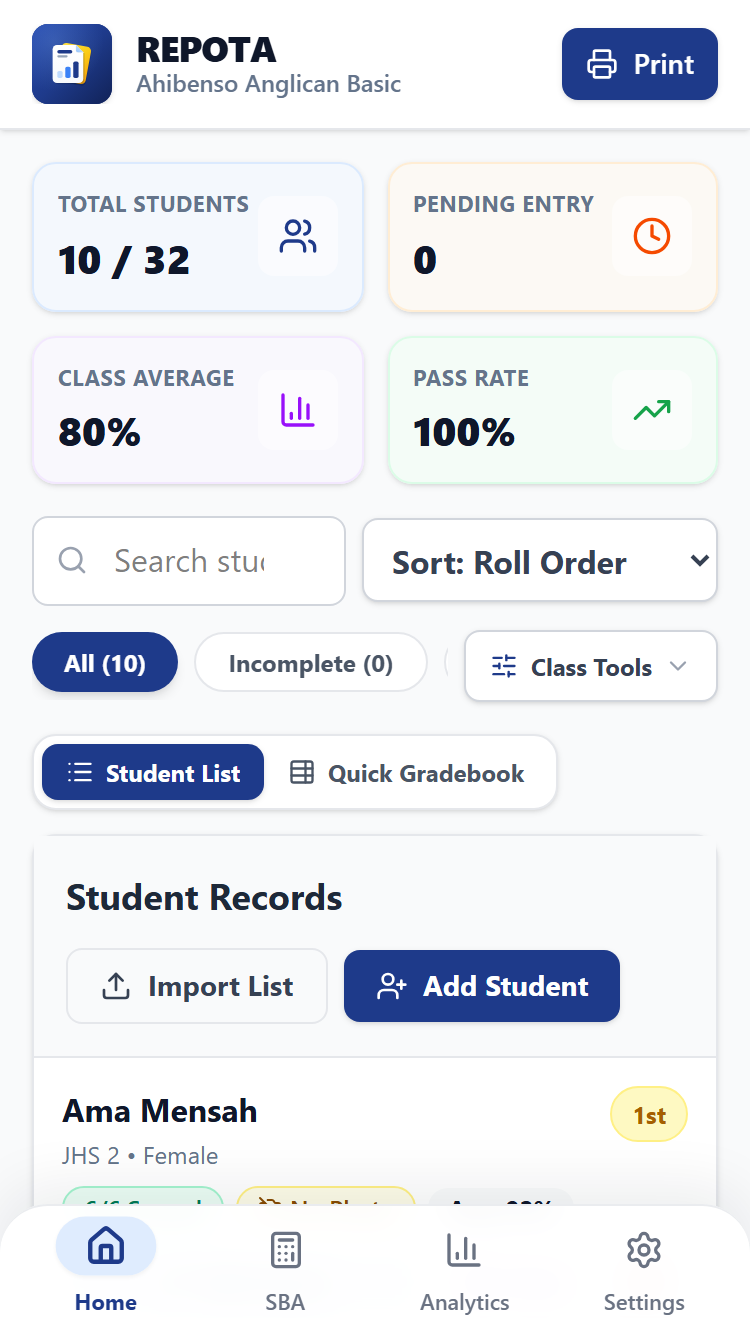 REPOTA
Ahibenso Anglican Basic
Print
TOTAL STUDENTS
10 / 32
PENDING ENTRY
0
CLASS AVERAGE
80%
PASS RATE
100%
Search stu
Sort: Roll Order
All (10)
Incomplete (0)
Class Tools
Student List
Quick Gradebook
Student Records
Import List
Add Student
Ama Mensah
1st
JHS 2 • Female
Home
SBA
Analytics
Settings